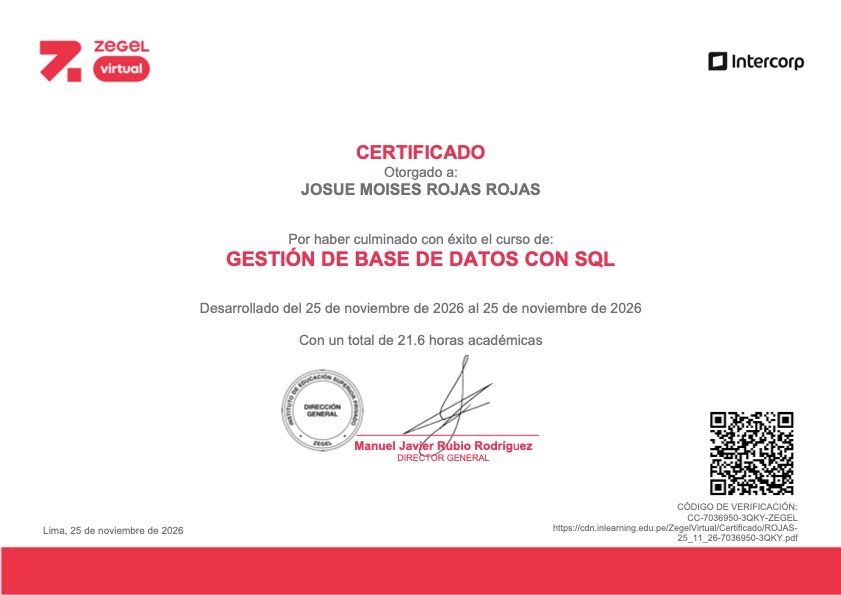 ZEGEL
virtual
Intercorp
CERTIFICADO
Otorgado a:
JOSUE MOISES ROJAS ROJAS
Por haber culminado con éxito el curso de:
GESTIÓN DE BASE DE DATOS CON SQL
Desarrollado del 25 de noviembre de 2026 al 25 de noviembre de 2026
Con un total de 21.6 horas académicas
INSTITUTO DE EDUCACIÓN SUPERIOR PRIVADO
DIRECCIÓN
GENERAL
ZEGEL
Manuel Javier Rubio Rodríguez
DIRECTOR GENERAL
CÓDIGO DE VERIFICACIÓN:
CC-7036950-3QKY-ZEGEL
https://cdn.inlearning.edu.pe/ZegelVirtual/Certificado/ROJAS-
25_11_26-7036950-3QKY.pdf
Lima, 25 de noviembre de 2026